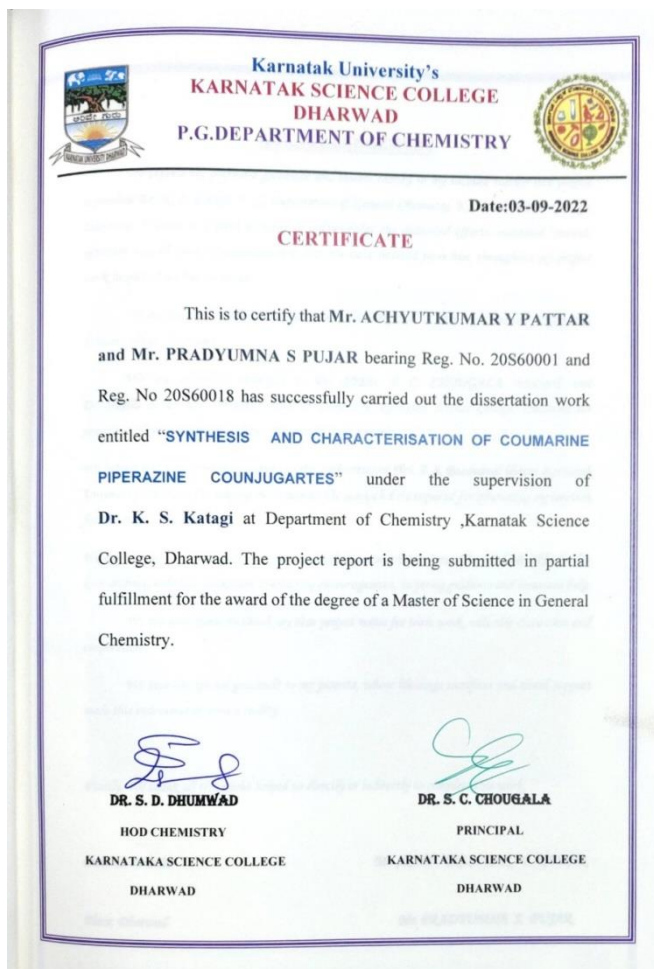 Karnatak University's
KARNATAK SCIENCE COLLEGE
DHARWAD
P.G.DEPARTMENT OF CHEMISTRY
ಅರಿವೇ ಗುರು
KARNATAK UNIVERSITY DHARWAD
Date:03-09-2022
CERTIFICATE
This is to certify that Mr. ACHYUTKUMAR Y PATTAR
and Mr. PRADYUMNA S PUJAR bearing Reg. No. 20S60001 and
Reg. No 20S60018 has successfully carried out the dissertation work
entitled “SYNTHESIS AND CHARACTERISATION OF COUMARINE
PIPERAZINE COUNJUGARTES” under the supervision of
Dr. K. S. Katagi at Department of Chemistry ,Karnatak Science
College, Dharwad. The project report is being submitted in partial
fulfillment for the award of the degree of a Master of Science in General
Chemistry.
DR. S. D. DHUMWAD
HOD CHEMISTRY
KARNATAKA SCIENCE COLLEGE
DHARWAD
DR. S. C. CHOUGALA
PRINCIPAL
KARNATAKA SCIENCE COLLEGE
DHARWAD